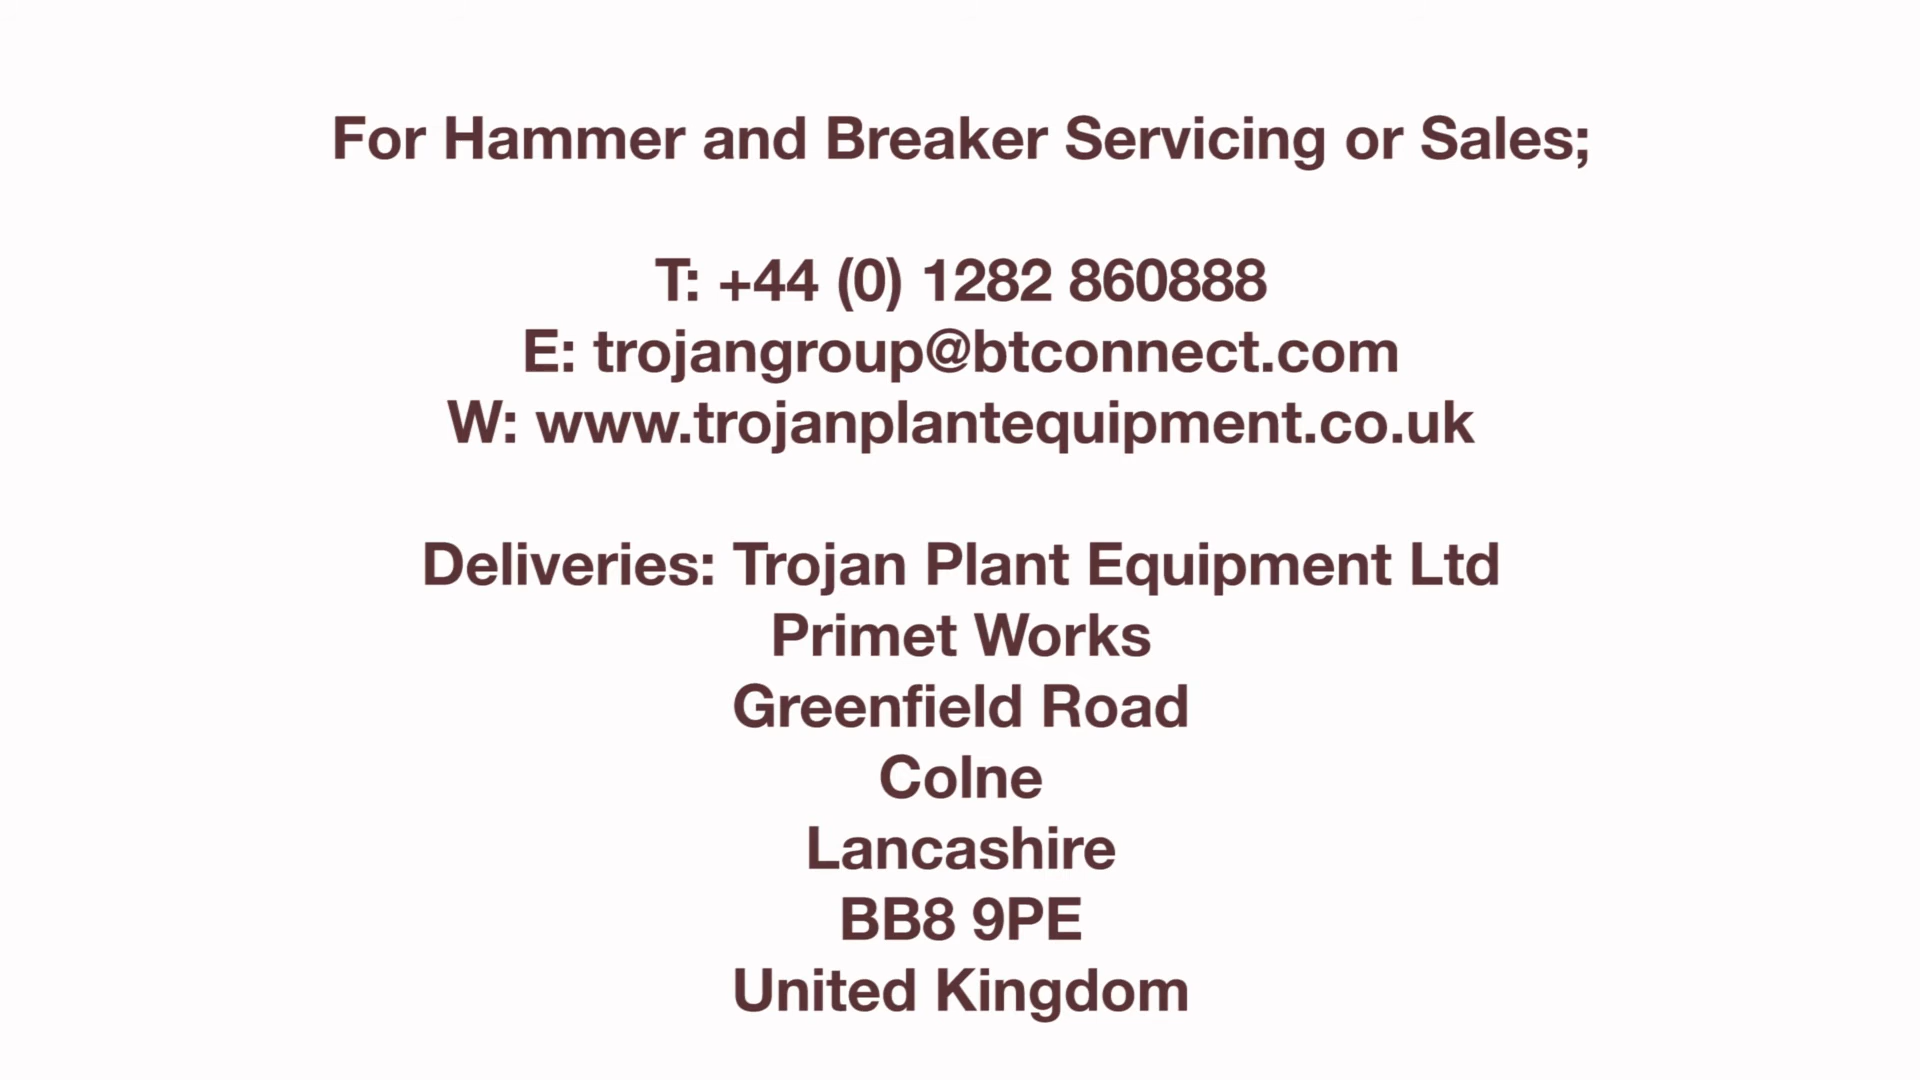 For Hammer and Breaker Servicing or Sales;
T: +44 (0) 1282 860888
E: trojangroup@btconnect.com
W: www.trojanplantequipment.co.uk
Deliveries: Trojan Plant Equipment Ltd
Primet Works
Greenfield Road
Colne
Lancashire
BB8 9PE
United Kingdom